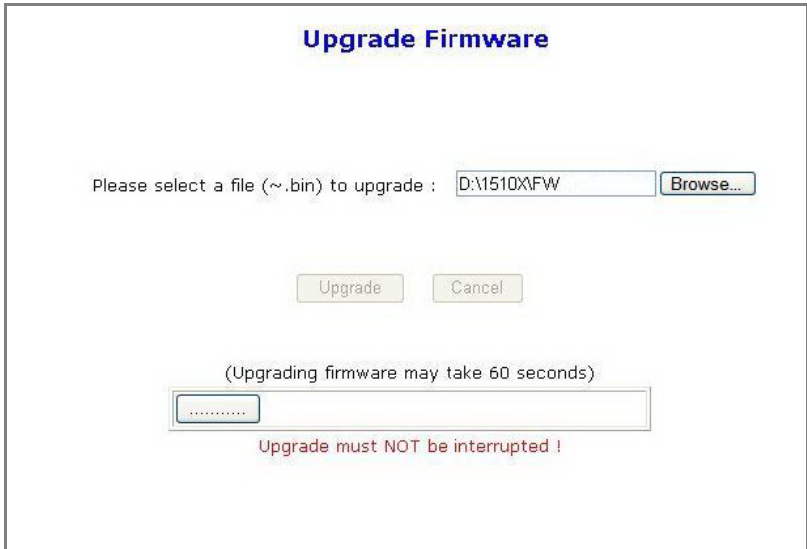 Upgrade Firmware
Please select a file (~.bin) to upgrade : D:\1510X\FW Browse...
Upgrade Cancel
(Upgrading firmware may take 60 seconds)
...........
Upgrade must NOT be interrupted !